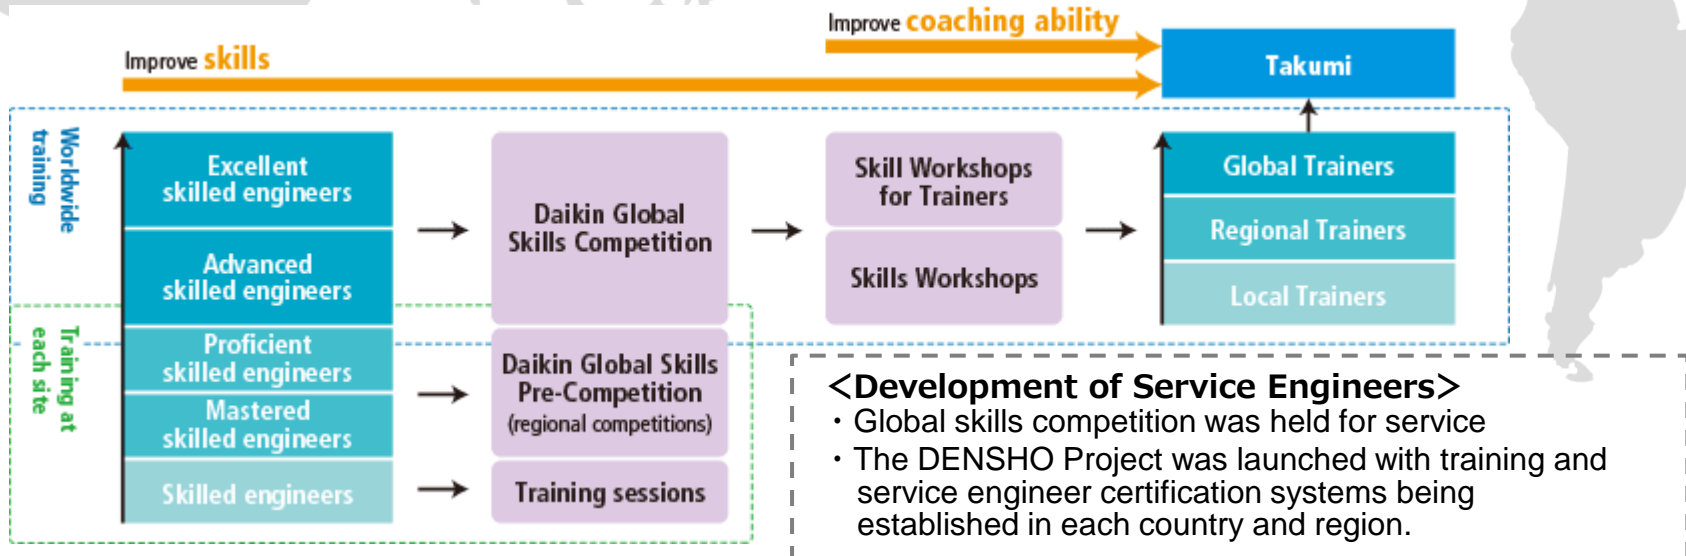 Improve coaching ability
Improve skills
Takumi
Worldwide
training
Excellent
skilled engineers
Advanced
skilled engineers
Daikin Global
Skills Competition
Skill Workshops
for Trainers
Skills Workshops
Global Trainers
Regional Trainers
Local Trainers
Training at
each site
Proficient
skilled engineers
Mastered
skilled engineers
Skilled engineers
Daikin Global Skills
Pre-Competition
(regional competitions)
Training sessions
<Development of Service Engineers>
・Global skills competition was held for service
・The DENSHO Project was launched with training and
service engineer certification systems being
established in each country and region.